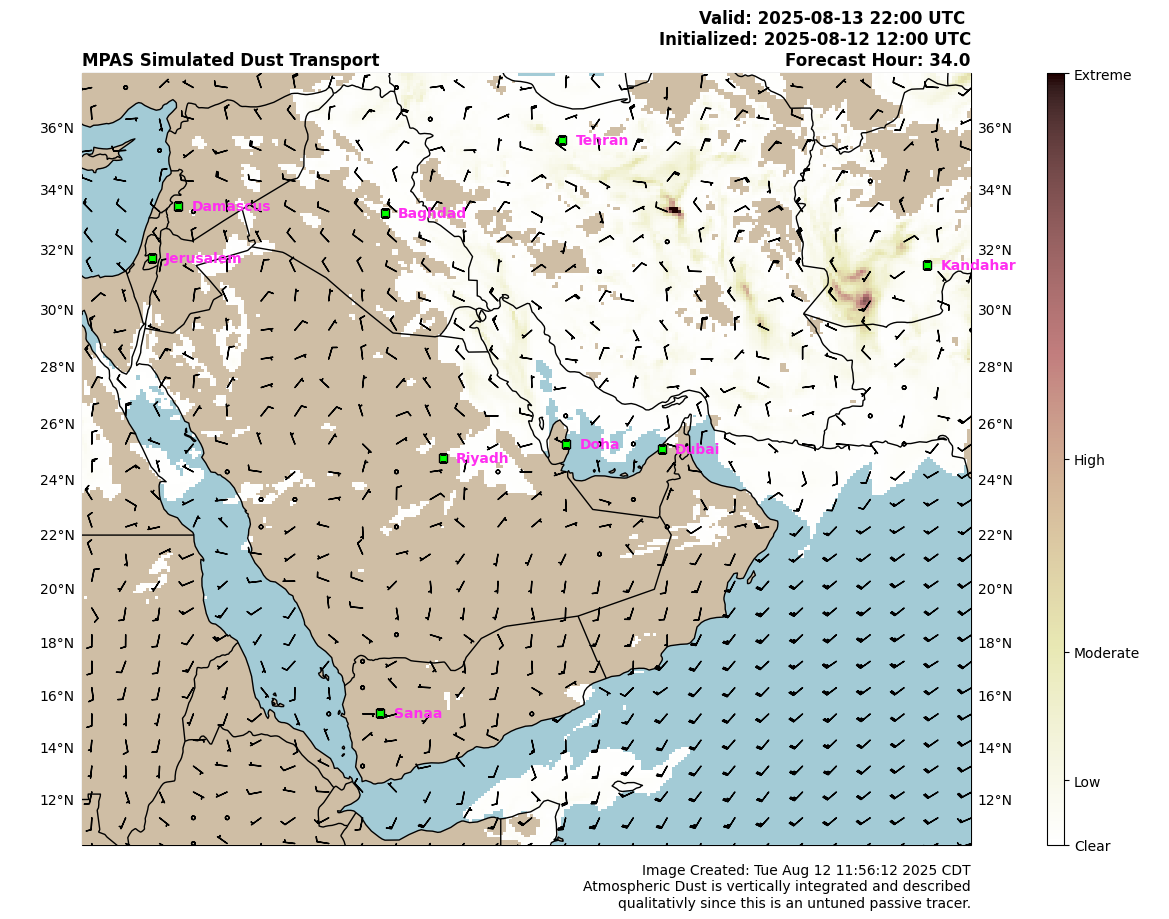 Valid: 2025-08-13 22:00 UTC
Initialized: 2025-08-12 12:00 UTC
MPAS Simulated Dust Transport
Forecast Hour: 34.0
Extreme
High
Moderate
Low
Clear
36°N
34°N
32°N
30°N
28°N
26°N
24°N
22°N
20°N
18°N
16°N
14°N
12°N
36°N
34°N
32°N
30°N
28°N
26°N
24°N
22°N
20°N
18°N
16°N
14°N
12°N
Tehran
Damascus
Baghdad
Jerusalem
Kandahar
Doha
Dubai
Riyadh
Sanaa
Image Created: Tue Aug 12 11:56:12 2025 CDT
Atmospheric Dust is vertically integrated and described
qualitativly since this is an untuned passive tracer.